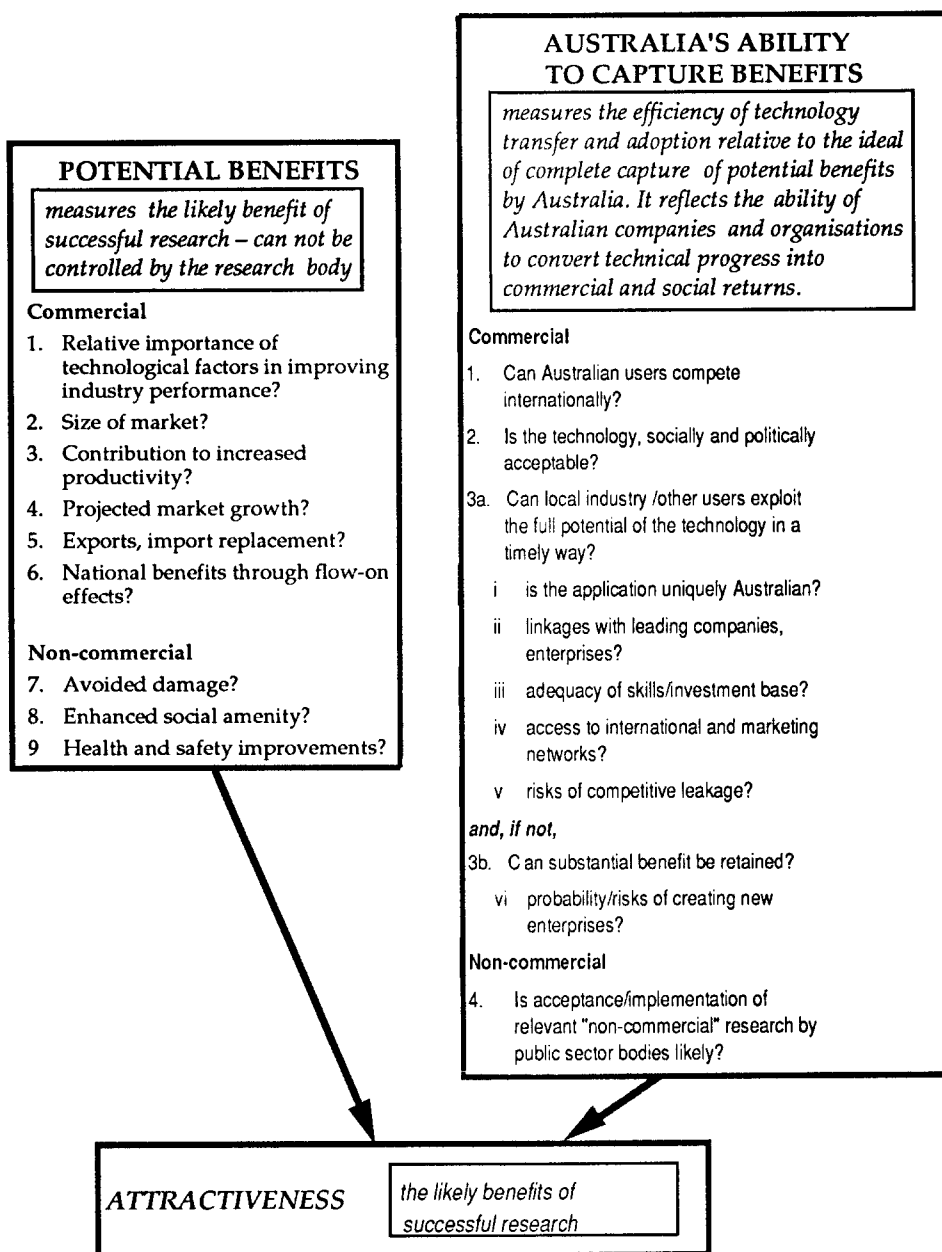 POTENTIAL BENEFITS
measures the likely benefit of
successful research – can not be
controlled by the research body
Commercial
1. Relative importance of
technological factors in improving
industry performance?
2. Size of market?
3. Contribution to increased
productivity?
4. Projected market growth?
5. Exports, import replacement?
6. National benefits through flow-on
effects?
Non-commercial
7. Avoided damage?
8. Enhanced social amenity?
9 Health and safety improvements?
AUSTRALIA'S ABILITY
TO CAPTURE BENEFITS
measures the efficiency of technology
transfer and adoption relative to the ideal
of complete capture of potential benefits
by Australia. It reflects the ability of
Australian companies and organisations
to convert technical progress into
commercial and social returns.
Commercial
1. Can Australian users compete
internationally?
2. Is the technology, socially and politically
acceptable?
3a. Can local industry /other users exploit
the full potential of the technology in a
timely way?
i is the application uniquely Australian?
ii linkages with leading companies,
enterprises?
iii adequacy of skills/investment base?
iv access to international and marketing
networks?
v risks of competitive leakage?
and, if not,
3b. Can substantial benefit be retained?
vi probability/risks of creating new
enterprises?
Non-commercial
4. Is acceptance/implementation of
relevant "non-commercial" research by
public sector bodies likely?
ATTRACTIVENESS
the likely benefits of
successful research